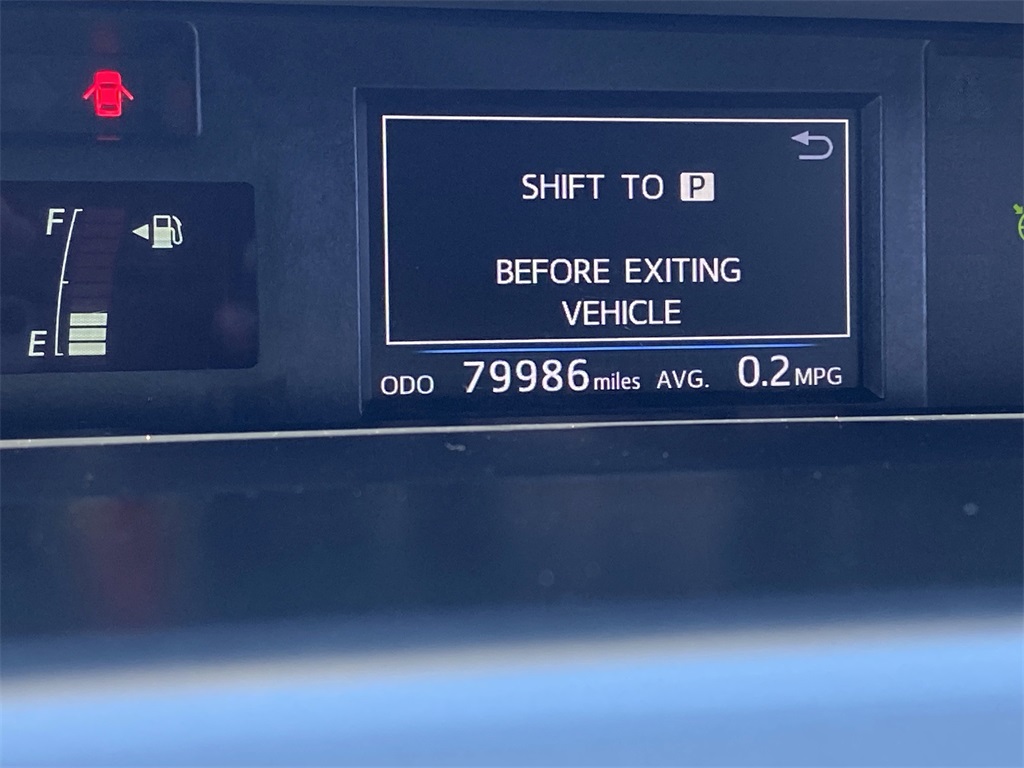 F
E
SHIFT TO P
BEFORE EXITING
VEHICLE
ODO 79986 miles AVG. 0.2 MPG